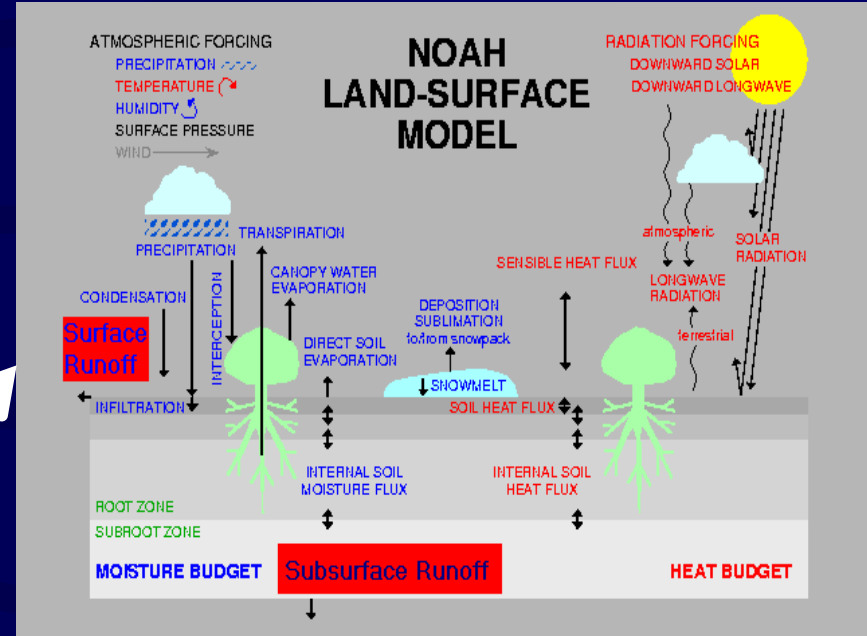 ATMOSPHERIC FORCING
PRECIPITATION
TEMPERATURE
HUMIDITY
SURFACE PRESSURE
WIND
NOAH
LAND-SURFACE
MODEL
RADIATION FORCING
DOWNWARD SOLAR
DOWNWARD LONGWAVE
PRECIPITATION
TRANSPIRATION
CONDENSATION
INTERCEPTION
CANOPY WATER
EVAPORATION
DIRECT SOIL
EVAPORATION
DEPOSITION
SUBLIMATION
to/from snowpack
SNOWMELT
SENSIBLE HEAT FLUX
atmospheric
LONGWAVE
RADIATION
terrestrial
SOLAR
RADIATION
Surface
Runoff
INFILTRATION
SOIL HEAT FLUX
INTERNAL SOIL
MOISTURE FLUX
INTERNAL SOIL
HEAT FLUX
ROOT ZONE
SUBROOT ZONE
MOISTURE BUDGET
Subsurface Runoff
HEAT BUDGET